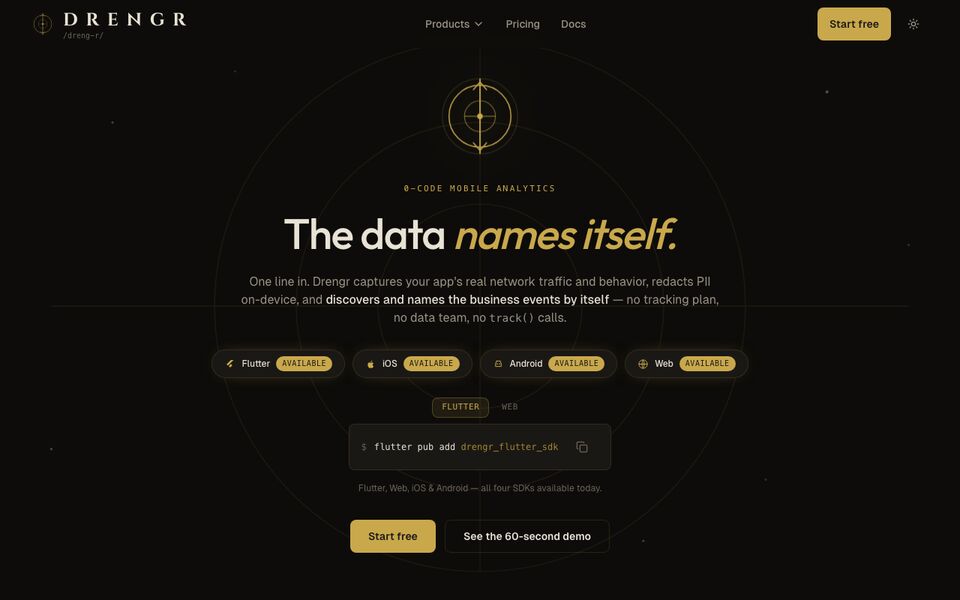 DRENGR
/dreng-r/
Products
Pricing
Docs
Start free
0-CODE MOBILE ANALYTICS
The data names itself.
One line in. Drengr captures your app's real network traffic and behavior, redacts PII
on-device, and discovers and names the business events by itself — no tracking plan,
no data team, no track() calls.
Flutter AVAILABLE
iOS AVAILABLE
Android AVAILABLE
Web AVAILABLE
FLUTTER
WEB
$ flutter pub add drengr_flutter_sdk
Flutter, Web, iOS & Android — all four SDKs available today.
Start free
See the 60-second demo